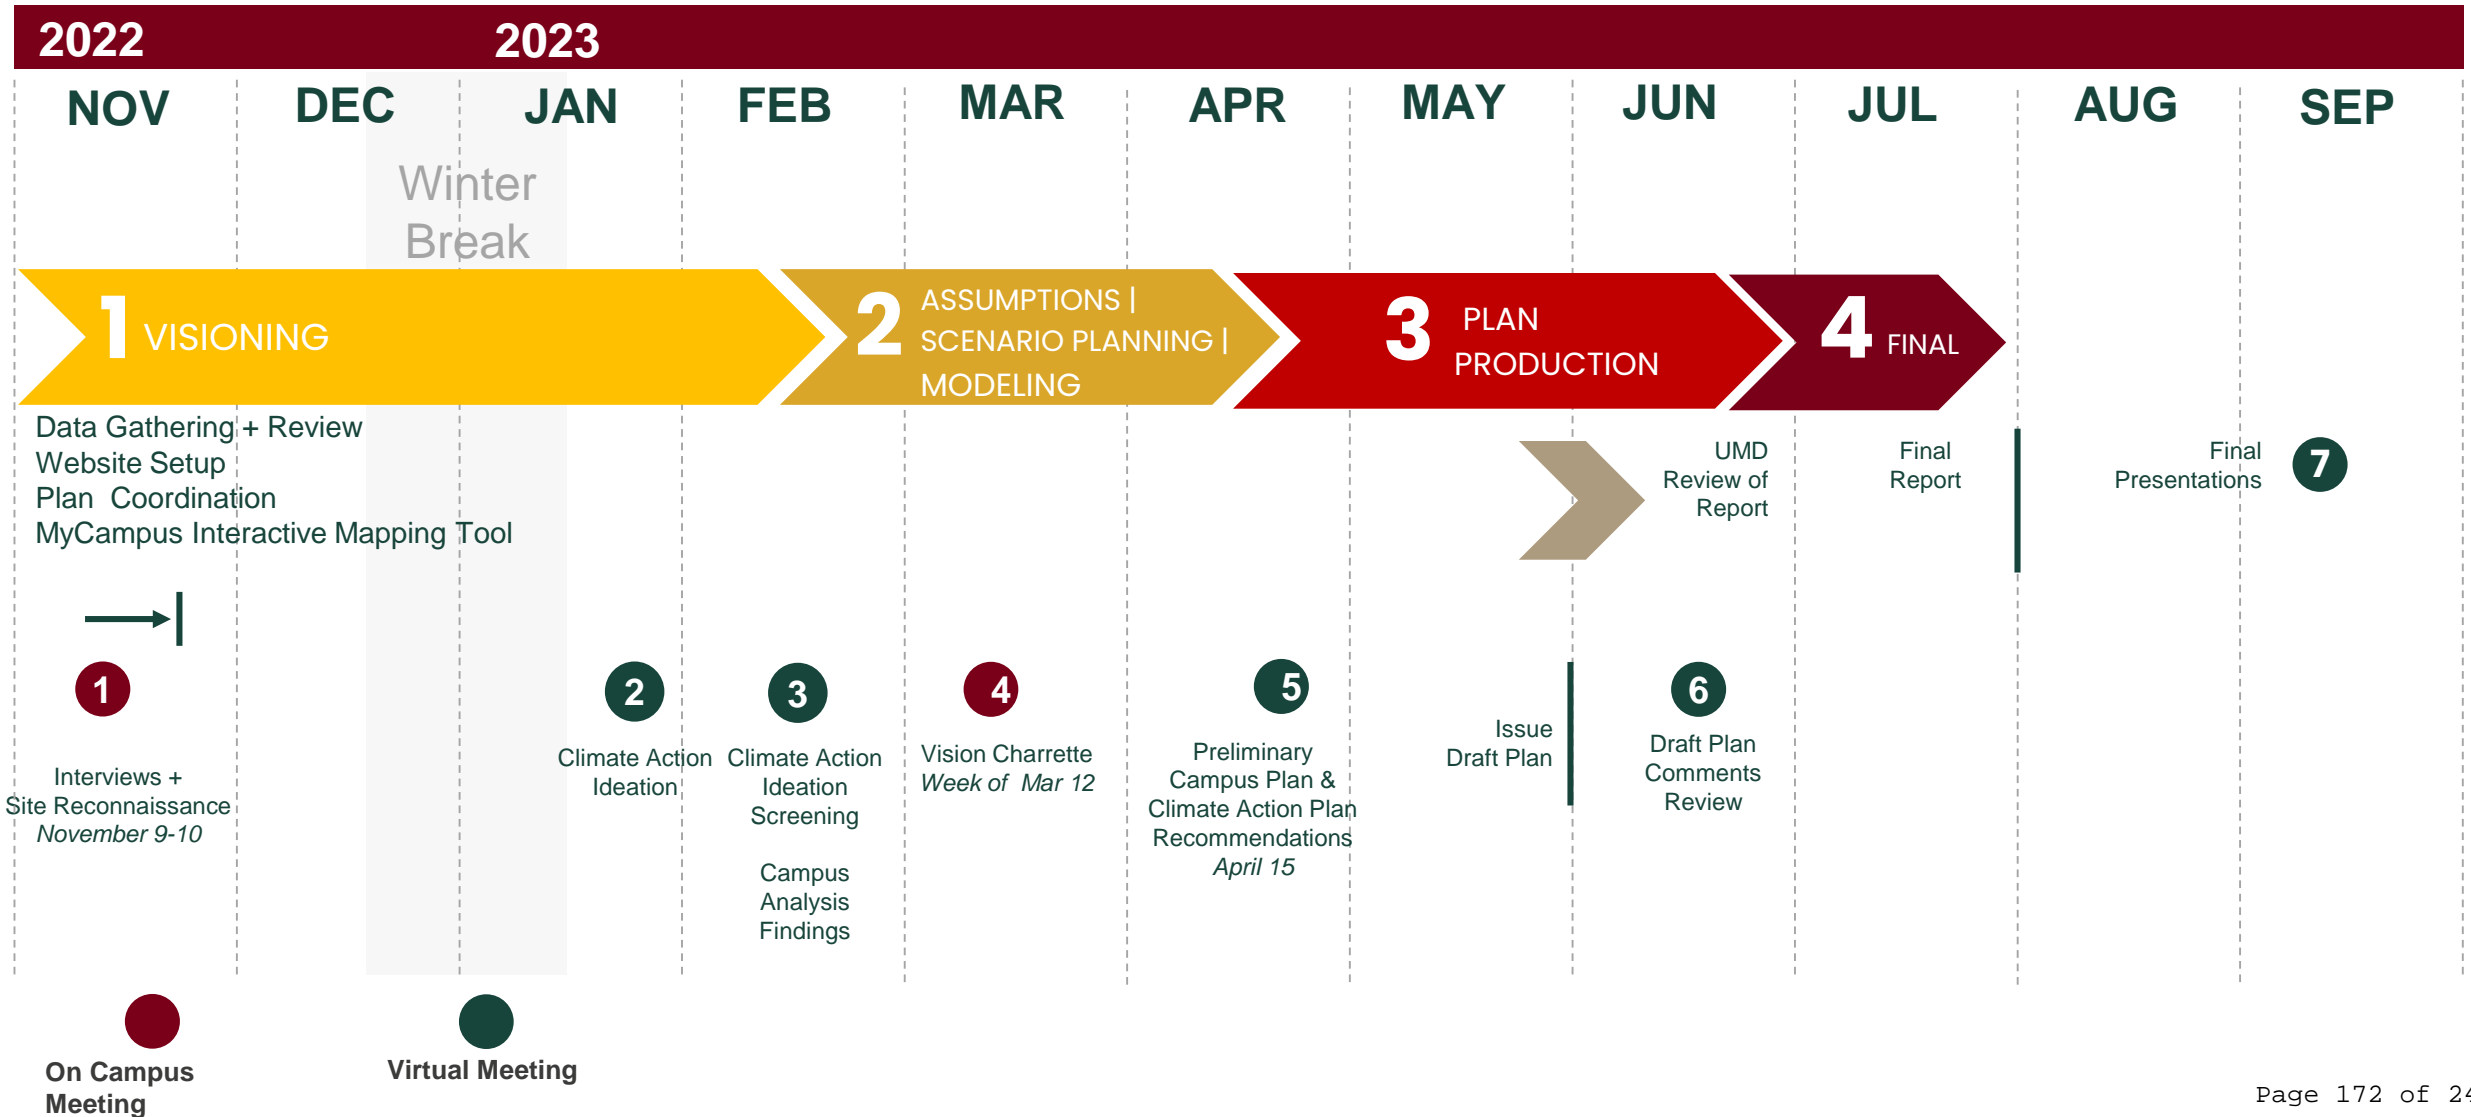 2022
2023
NOV
DEC
JAN
FEB
MAR
APR
MAY
JUN
JUL
AUG
SEP
Winter
Break
1 VISIONING
2 ASSUMPTIONS |
SCENARIO PLANNING |
MODELING
3 PLAN
PRODUCTION
4 FINAL
Data Gathering + Review
Website Setup
Plan Coordination
MyCampus Interactive Mapping Tool
UMD
Review of
Report
Final
Report
Final
Presentations
7
1
Interviews +
Site Reconnaissance
November 9-10
2
Climate Action
Ideation
3
Climate Action
Ideation
Screening
Campus
Analysis
Findings
4
Vision Charrette
Week of Mar 12
5
Preliminary
Campus Plan &
Climate Action Plan
Recommendations
April 15
Issue
Draft Plan
6
Draft Plan
Comments
Review
On Campus
Meeting
Virtual Meeting
Page 172 of 24